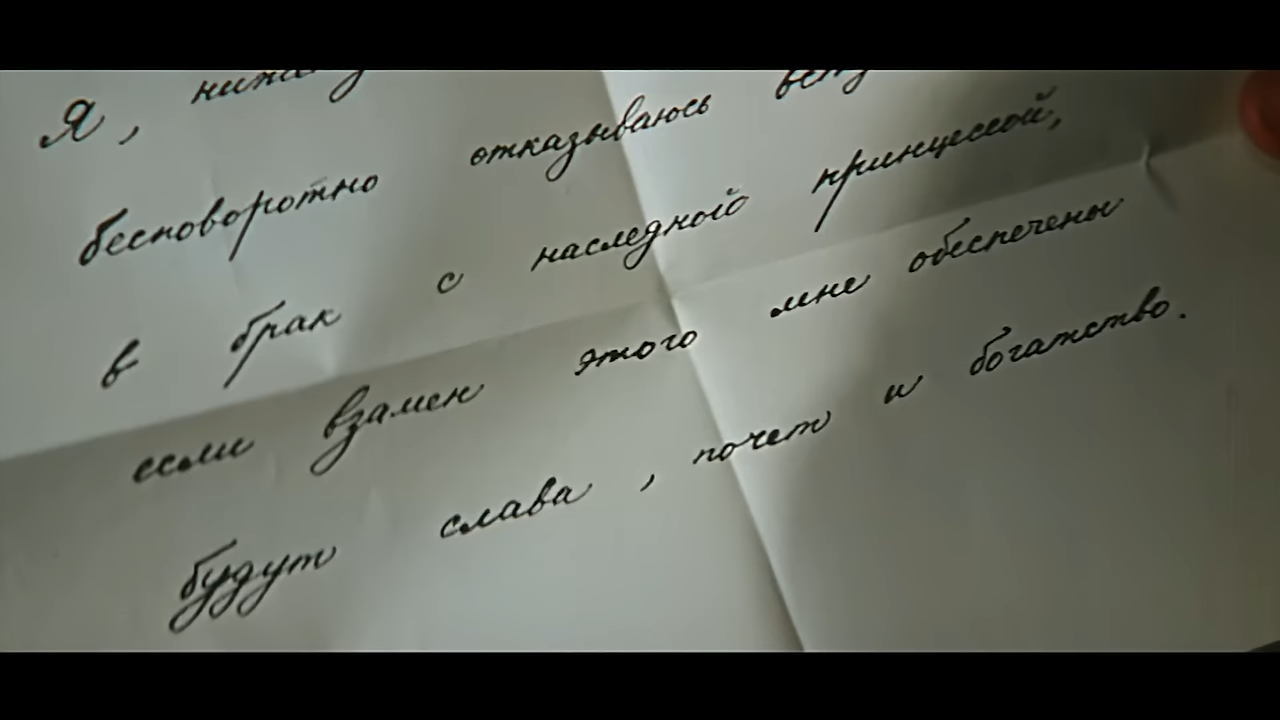 Я,
бесповоротно отказываюсь
в брак с наследной принцессой,
если взамен этого мне обеспечены
будут слава, почет и богатство.